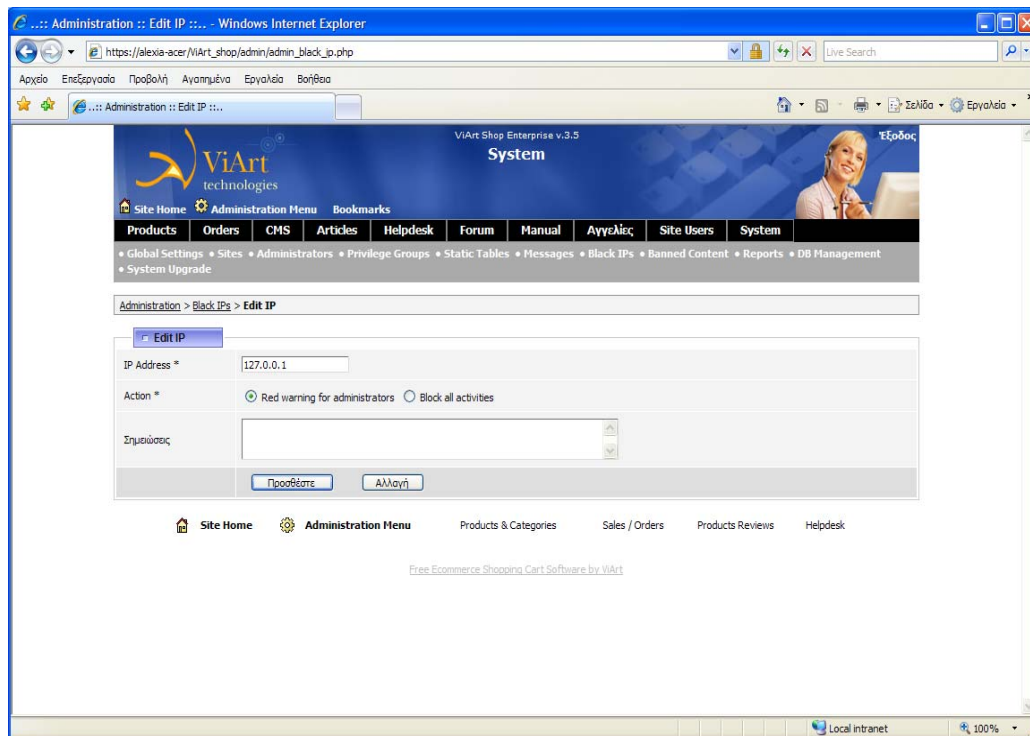 ..:: Administration :: Edit IP ::... - Windows Internet Explorer
https://alexia-acer/ViArt_shop/admin/admin_black_ip.php
Live Search
Αρχείο Επεξεργασία Προβολή Αγαπημένα Εργαλεία Βοήθεια
..:: Administration :: Edit IP ::..
Σελίδα Εργαλεία
ViArt technologies
ViArt Shop Enterprise v.3.5
System
Έξοδος
Site Home Administration Menu Bookmarks
Products Orders CMS Articles Helpdesk Forum Manual Αγγελίες Site Users System
• Global Settings • Sites • Administrators • Privilege Groups • Static Tables • Messages • Black IPs • Banned Content • Reports • DB Management
• System Upgrade
Administration > Black IPs > Edit IP
Edit IP
IP Address * 127.0.0.1
Action * Red warning for administrators Block all activities
Σημειώσεις
Προσθέστε Αλλαγή
Site Home Administration Menu Products & Categories Sales / Orders Products Reviews Helpdesk
Free Ecommerce Shopping Cart Software by ViArt
Local intranet 100%